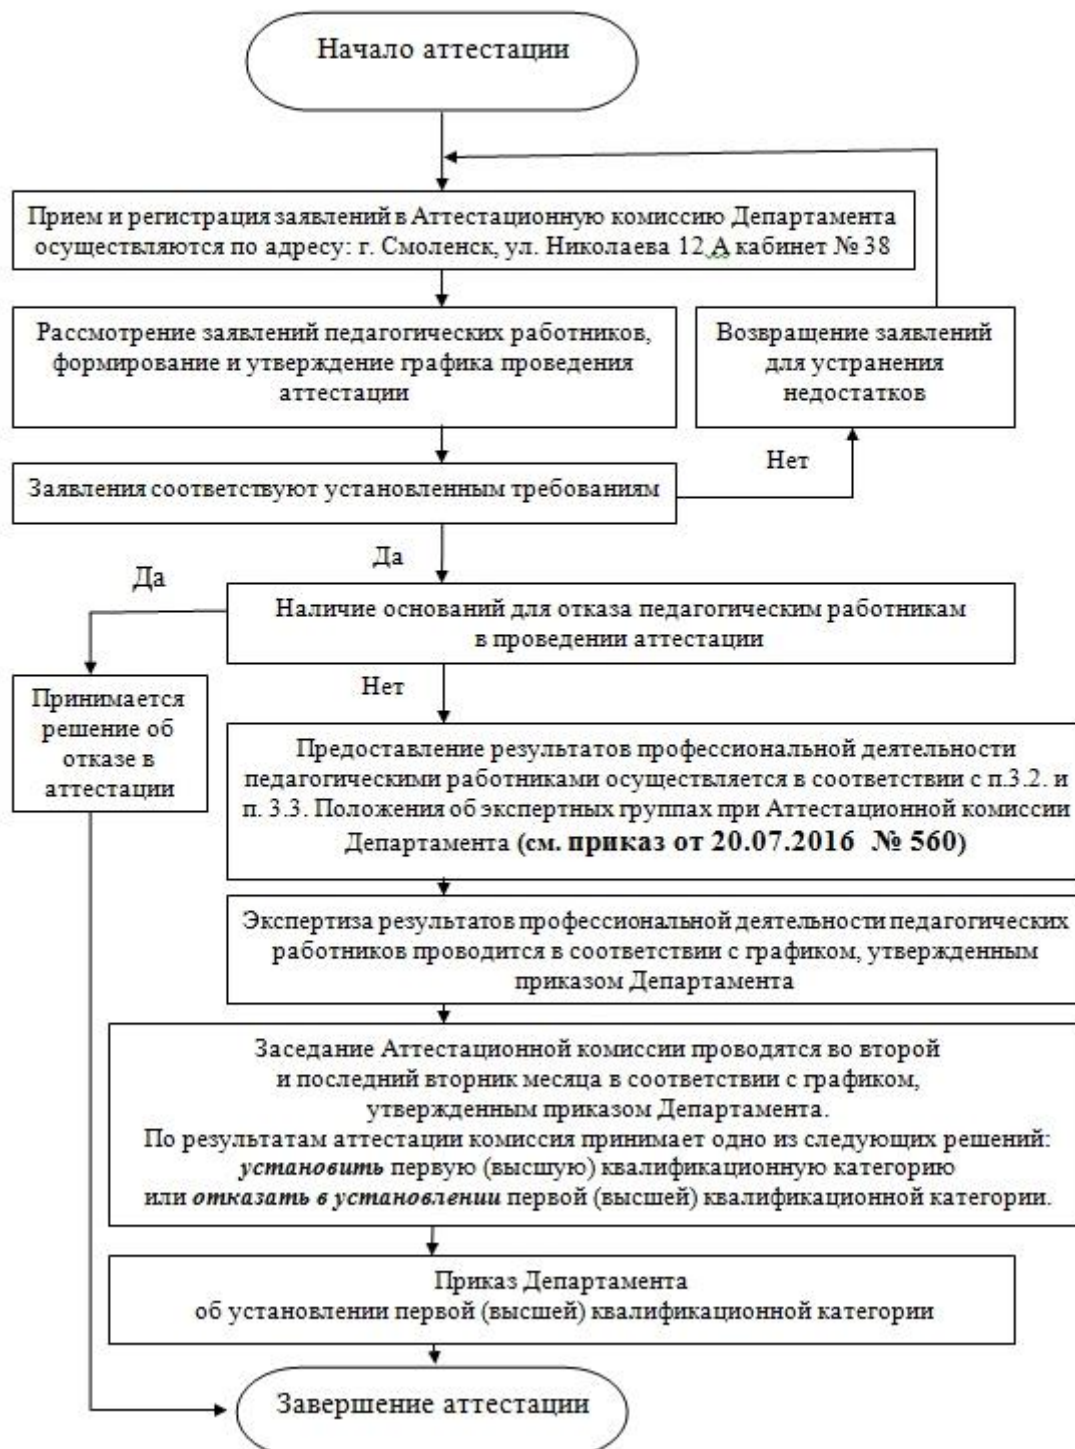 Начало аттестации
Прием и регистрация заявлений в Аттестационную комиссию Департамента
осуществляются по адресу: г. Смоленск, ул. Николаева 12 А кабинет № 38
Рассмотрение заявлений педагогических работников,
формирование и утверждение графика проведения
аттестации
Возвращение заявлений
для устранения
недостатков
Нет
Заявления соответствуют установленным требованиям
Да
Да
Наличие оснований для отказа педагогическим работникам
в проведении аттестации
Нет
Принимается
решение об
отказе в
аттестации
Предоставление результатов профессиональной деятельности
педагогическими работниками осуществляется в соответствии с п.3.2. и
п. 3.3. Положения об экспертных группах при Аттестационной комиссии
Департамента (см. приказ от 20.07.2016 № 560)
Экспертиза результатов профессиональной деятельности педагогических
работников проводится в соответствии с графиком, утвержденным
приказом Департамента
Заседание Аттестационной комиссии проводятся во второй
и последний вторник месяца в соответствии с графиком,
утвержденным приказом Департамента.
По результатам аттестации комиссия принимает одно из следующих решений:
установить первую (высшую) квалификационную категорию
или отказать в установлении первой (высшей) квалификационной категории.
Приказ Департамента
об установлении первой (высшей) квалификационной категории
Завершение аттестации